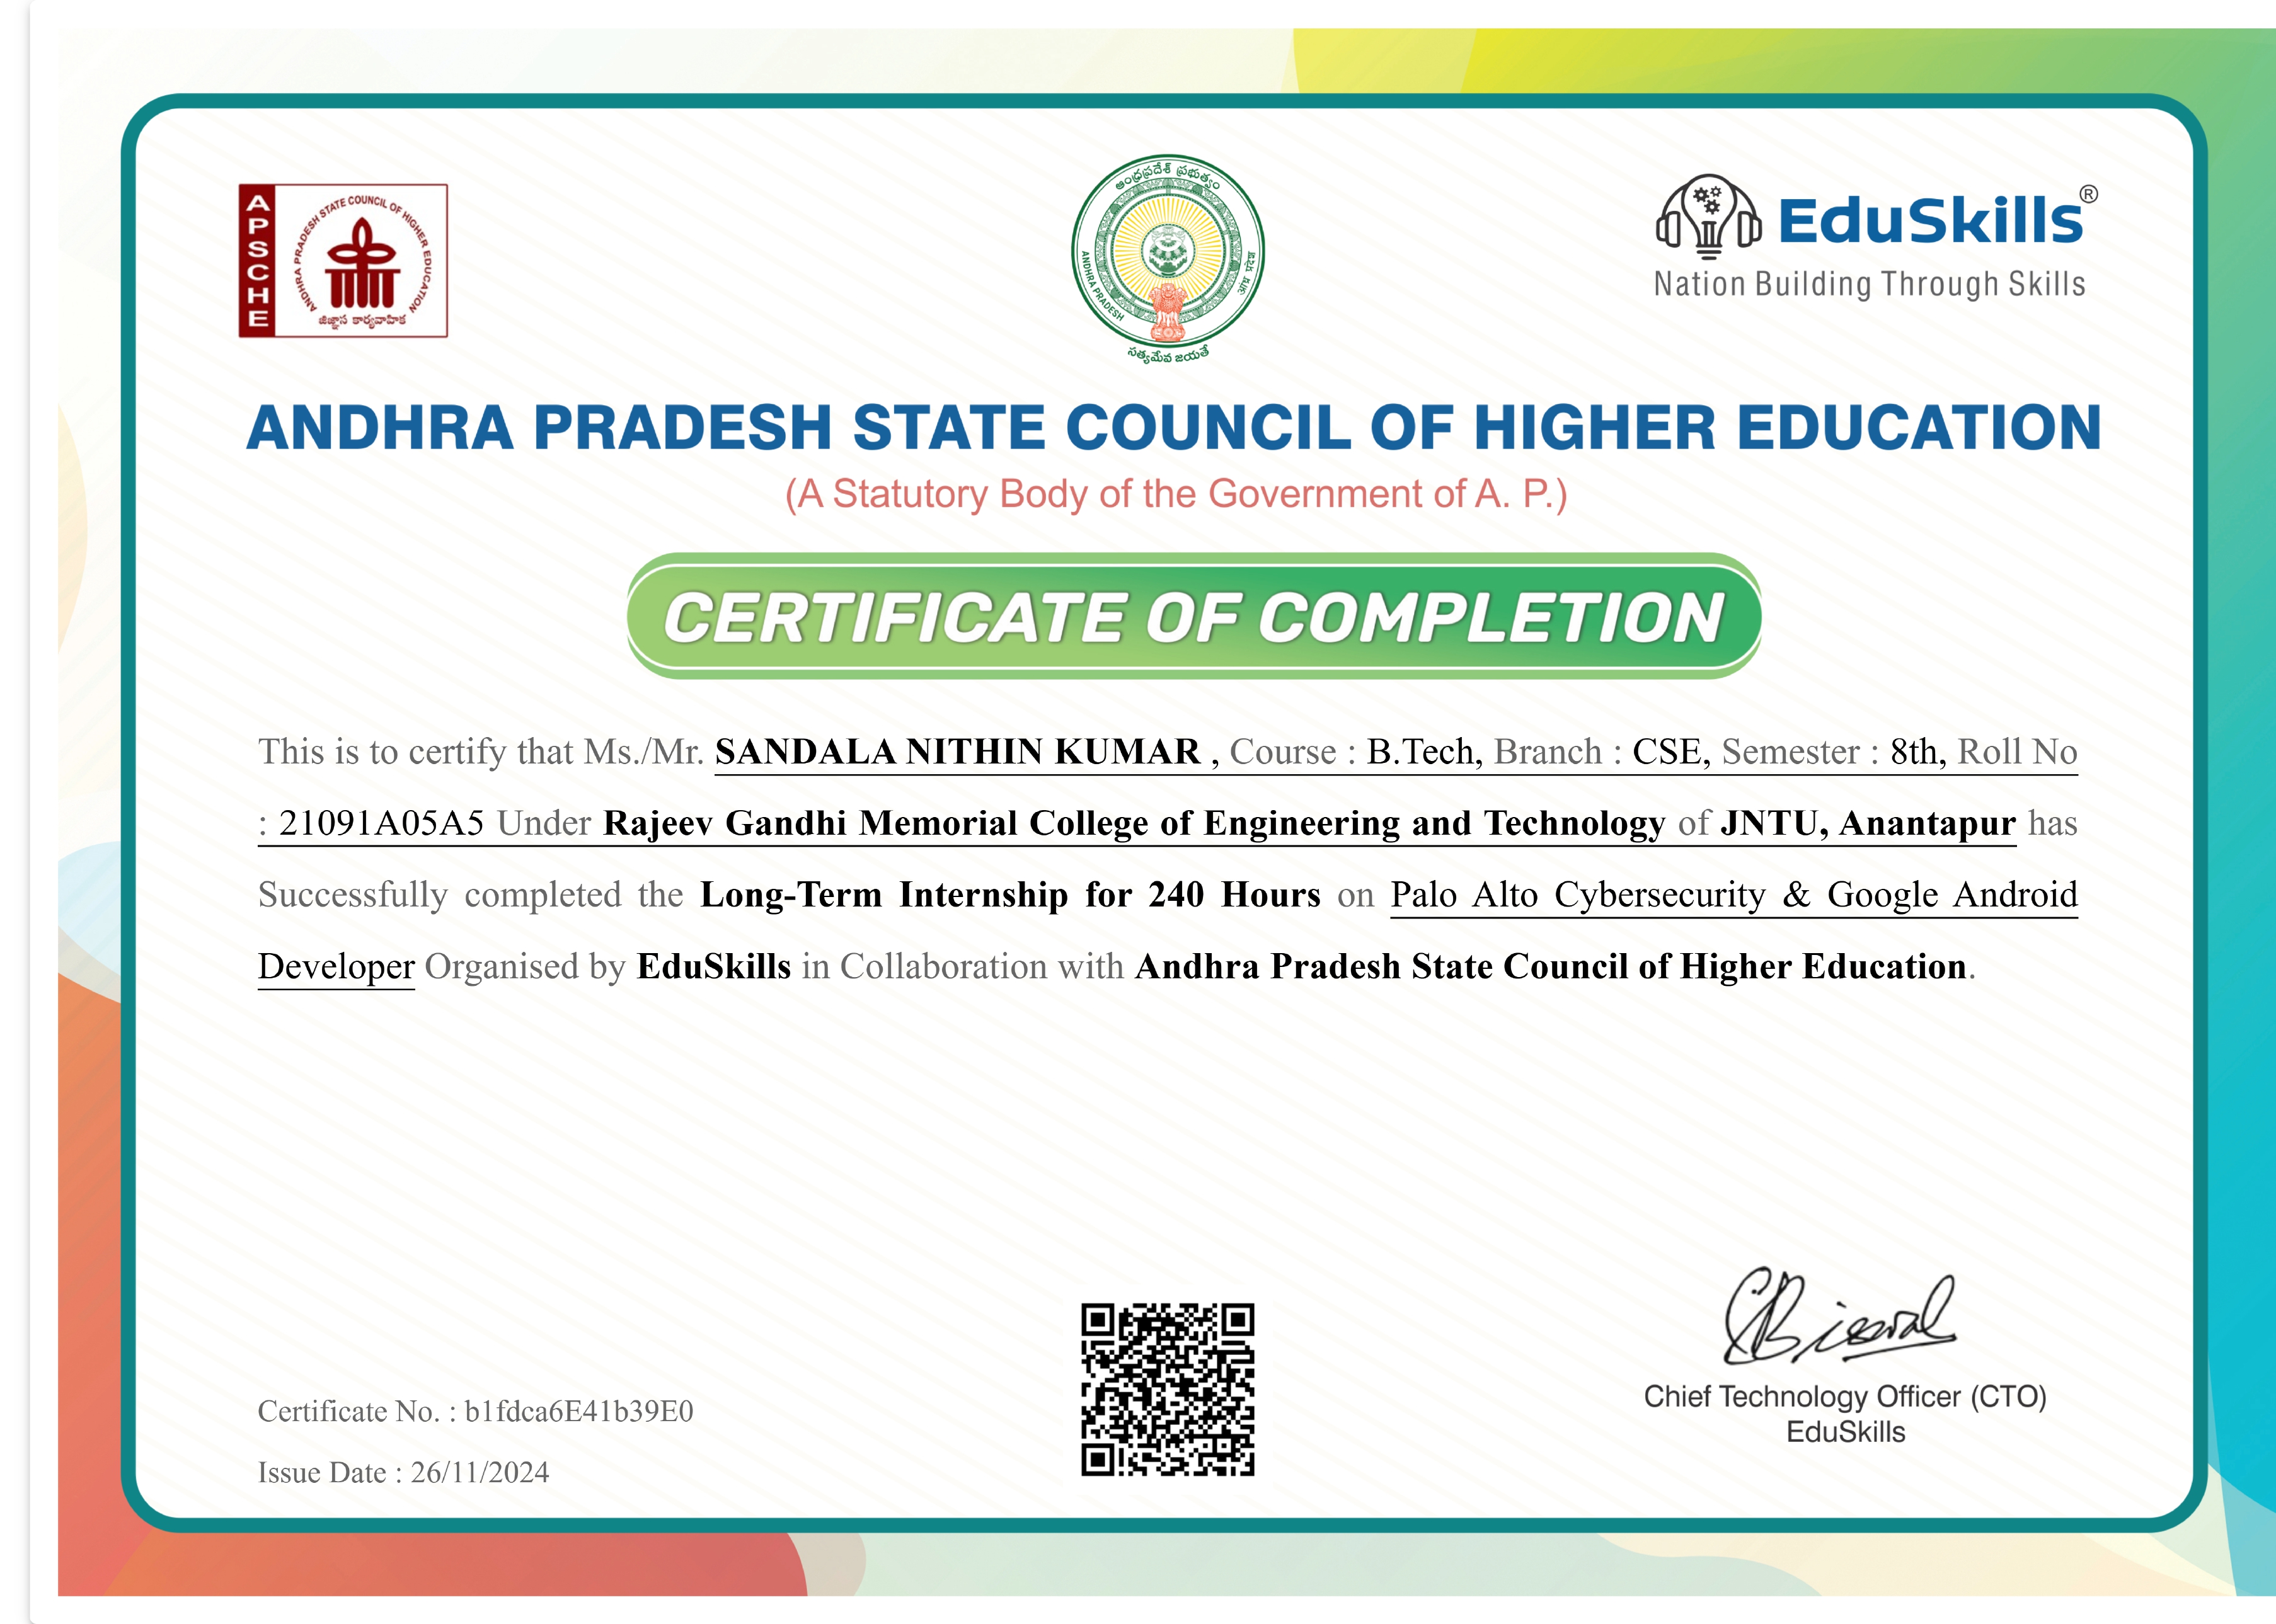 APSCHE
ANDHRA PRADESH STATE COUNCIL OF HIGHER EDUCATION
జిజ్ఞాస కార్యవాహిక
ఆంధ్రప్రదేశ్ ప్రభుత్వం
ANDHRA PRADESH
आन्ध्र प्रदेश
సత్యమేవ జయతే
EduSkills®
Nation Building Through Skills
ANDHRA PRADESH STATE COUNCIL OF HIGHER EDUCATION
(A Statutory Body of the Government of A. P.)
CERTIFICATE OF COMPLETION
This is to certify that Ms./Mr. SANDALA NITHIN KUMAR , Course : B.Tech, Branch : CSE, Semester : 8th, Roll No
: 21091A05A5 Under Rajeev Gandhi Memorial College of Engineering and Technology of JNTU, Anantapur has
Successfully completed the Long-Term Internship for 240 Hours on Palo Alto Cybersecurity & Google Android
Developer Organised by EduSkills in Collaboration with Andhra Pradesh State Council of Higher Education.
Certificate No. : b1fdca6E41b39E0
Issue Date : 26/11/2024
Chief Technology Officer (CTO)
EduSkills